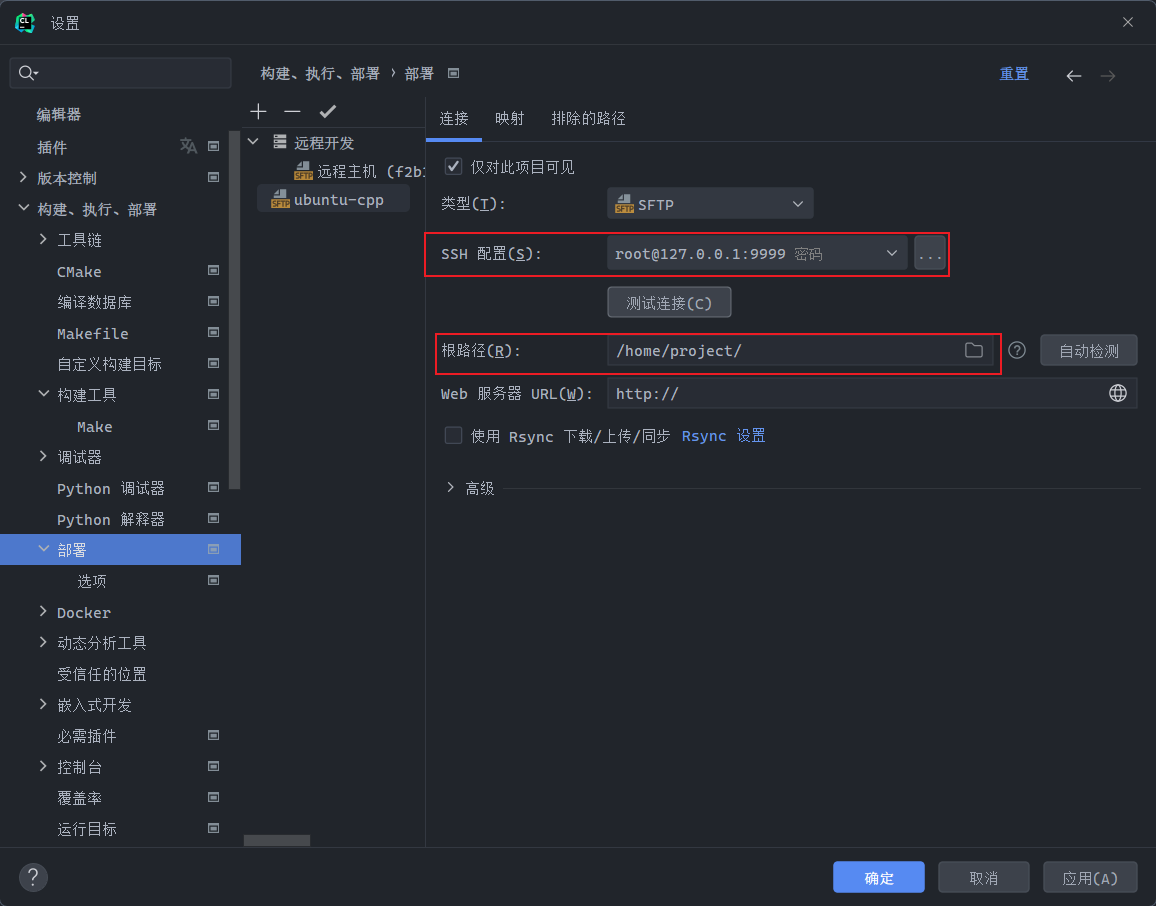 设置
构建、执行、部署 › 部署
重置
编辑器
插件
版本控制
构建、执行、部署
工具链
CMake
编译数据库
Makefile
自定义构建目标
构建工具
Make
调试器
Python 调试器
Python 解释器
部署
选项
Docker
动态分析工具
受信任的位置
嵌入式开发
必需插件
控制台
覆盖率
运行目标
远程开发
SFTP 远程主机 (f2b1
SFTP ubuntu-cpp
连接 映射 排除的路径
仅对此项目可见
类型(T): SFTP SFTP
SSH 配置(S): root@127.0.0.1:9999 密码 ...
测试连接(C)
根路径(R): /home/project/ ? 自动检测
Web 服务器 URL(W): http://
使用 Rsync 下载/上传/同步 Rsync 设置
高级
? 确定 取消 应用(A)